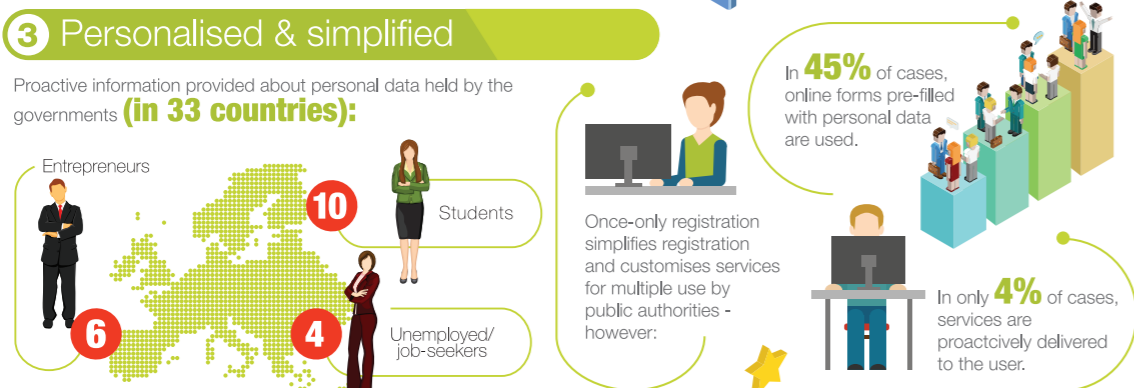 3 Personalised & simplified
Proactive information provided about personal data held by the
governments (in 33 countries):
Entrepreneurs
6
10
Students
4
Unemployed/
job-seekers
Once-only registration
simplifies registration
and customises services
for multiple use by
public authorities -
however:
In 45% of cases,
online forms pre-filled
with personal data
are used.
In only 4% of cases,
services are
proactcively delivered
to the user.